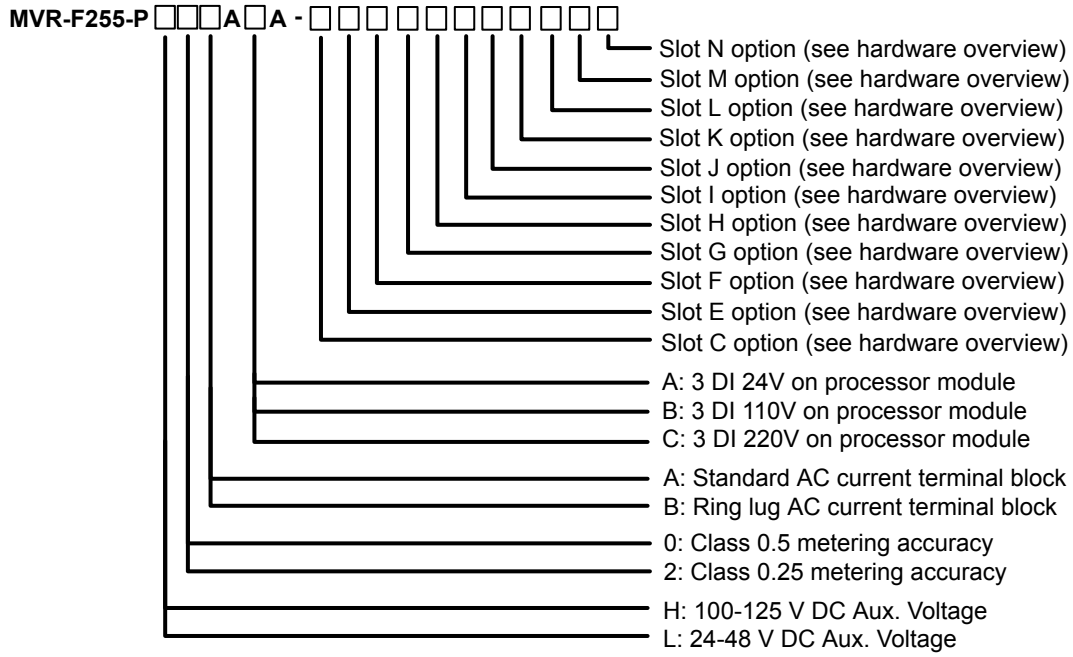 MVR-F255-P □□□A□A - □□□□□□□□□□□
Slot N option (see hardware overview)
Slot M option (see hardware overview)
Slot L option (see hardware overview)
Slot K option (see hardware overview)
Slot J option (see hardware overview)
Slot I option (see hardware overview)
Slot H option (see hardware overview)
Slot G option (see hardware overview)
Slot F option (see hardware overview)
Slot E option (see hardware overview)
Slot C option (see hardware overview)
A: 3 DI 24V on processor module
B: 3 DI 110V on processor module
C: 3 DI 220V on processor module
A: Standard AC current terminal block
B: Ring lug AC current terminal block
0: Class 0.5 metering accuracy
2: Class 0.25 metering accuracy
H: 100-125 V DC Aux. Voltage
L: 24-48 V DC Aux. Voltage